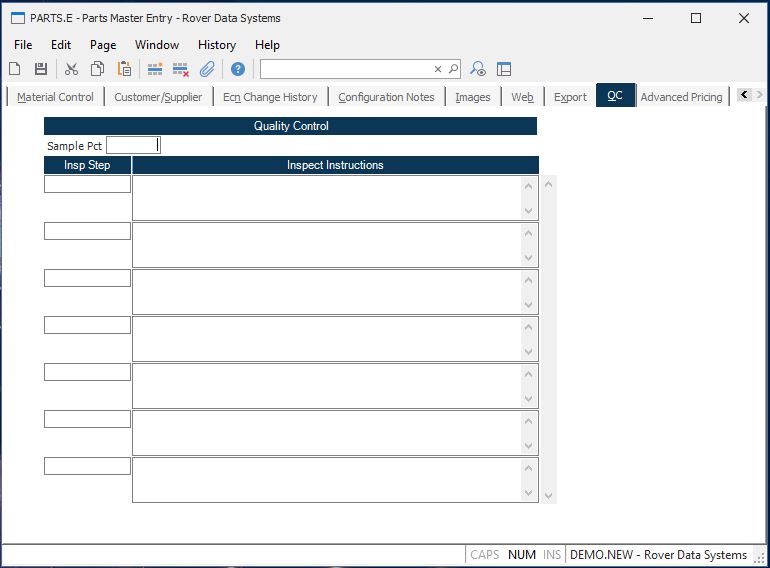 PARTS.E - Parts Master Entry - Rover Data Systems
File Edit Page Window History Help
Material Control Customer/Supplier Ecn Change History Configuration Notes Images Web Export QC Advanced Pricing
Quality Control
Sample Pct
Insp Step Inspect Instructions
CAPS NUM INS DEMO.NEW - Rover Data Systems